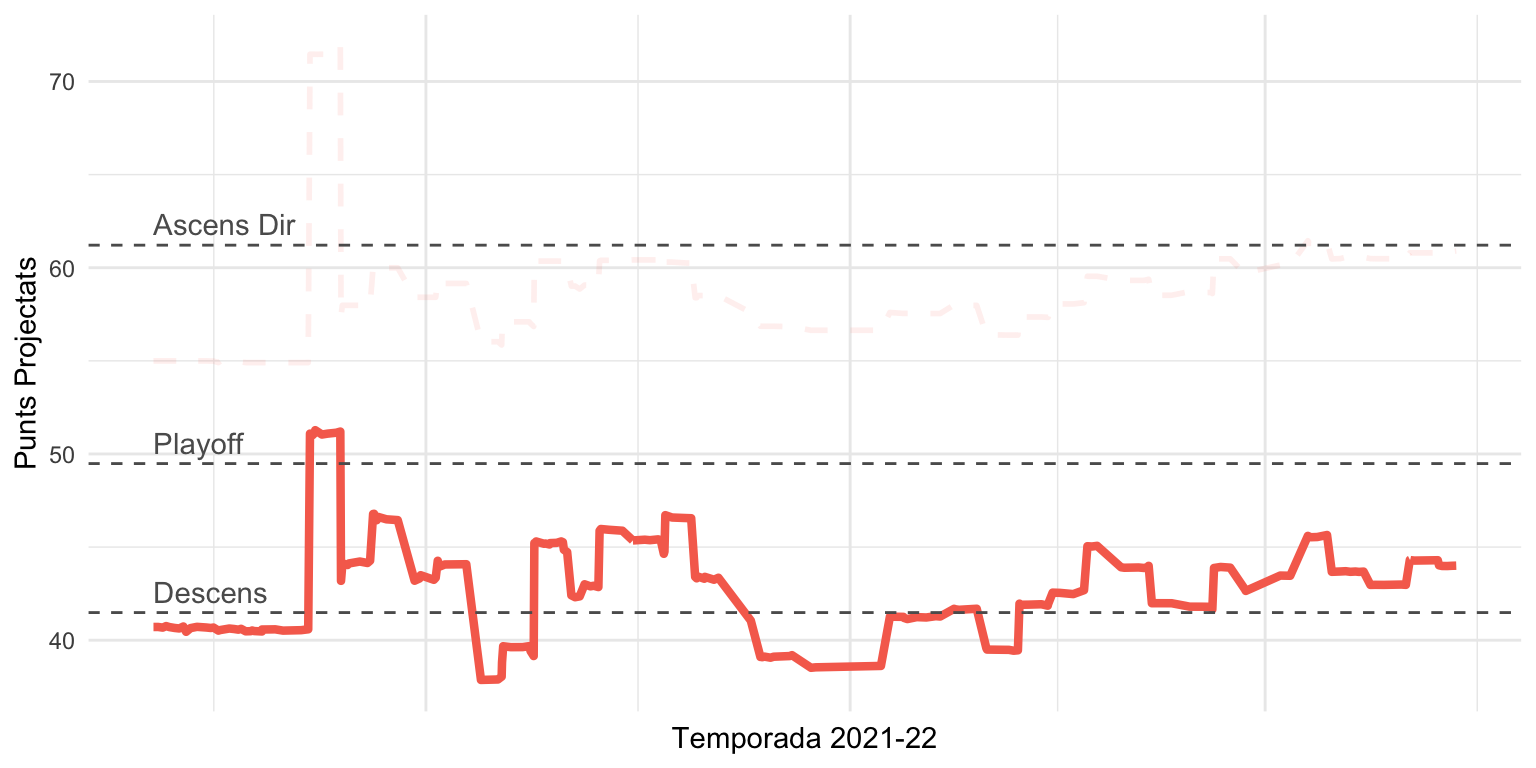 70
Ascens Dir
60
Punts Projectats
Playoff
50
Descens
40
Temporada 2021-22